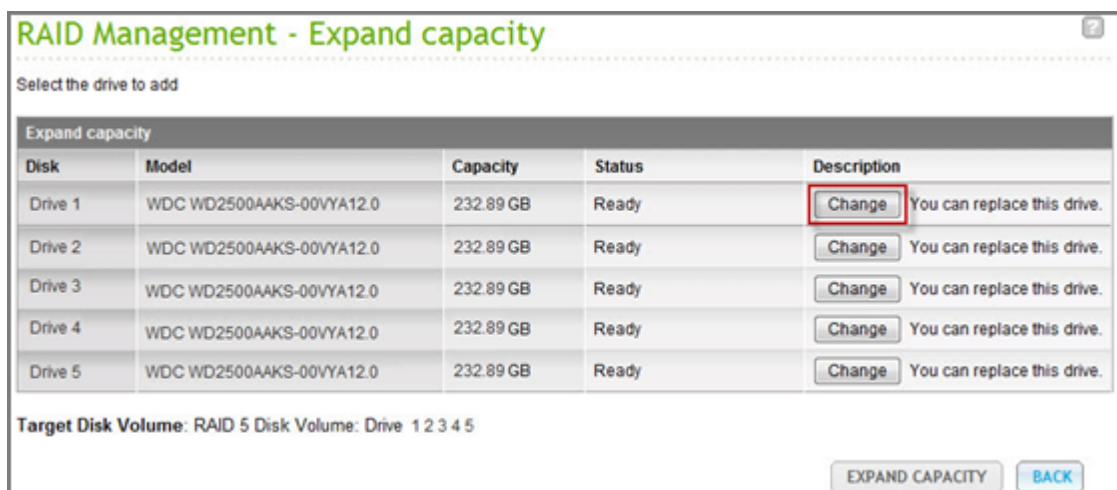 RAID Management - Expand capacity
?
Select the drive to add
Expand capacity
Disk Model Capacity Status Description
Drive 1 WDC WD2500AAKS-00VYA12.0 232.89 GB Ready Change You can replace this drive.
Drive 2 WDC WD2500AAKS-00VYA12.0 232.89 GB Ready Change You can replace this drive.
Drive 3 WDC WD2500AAKS-00VYA12.0 232.89 GB Ready Change You can replace this drive.
Drive 4 WDC WD2500AAKS-00VYA12.0 232.89 GB Ready Change You can replace this drive.
Drive 5 WDC WD2500AAKS-00VYA12.0 232.89 GB Ready Change You can replace this drive.
Target Disk Volume: RAID 5 Disk Volume: Drive 1 2 3 4 5
EXPAND CAPACITY BACK